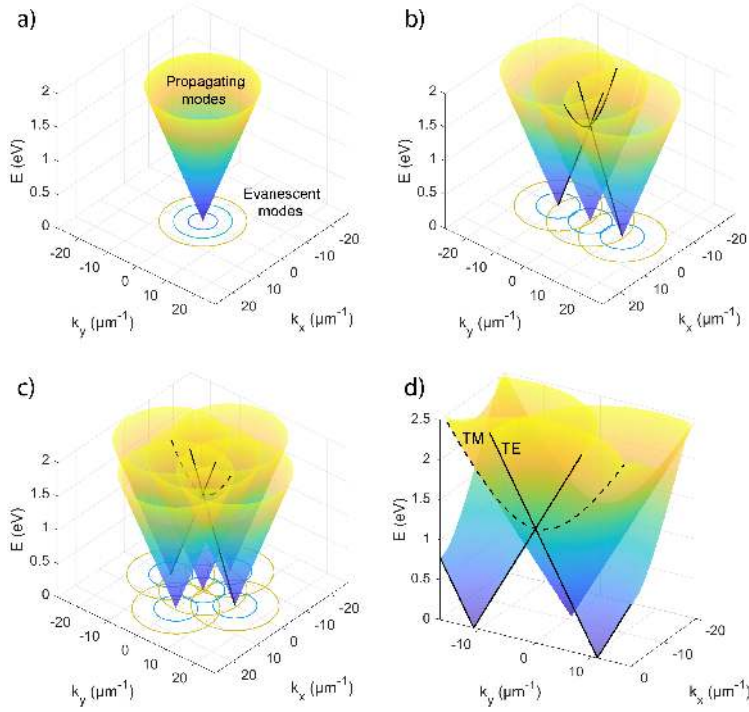 a)
Propagating
modes
Evanescent
modes
2
1.5
1
0.5
0
E (eV)
-20
-10
0
10
20
k_y (µm⁻¹)
20
10
0
-10
-20
k_x (µm⁻¹)
b)
2
1.5
1
0.5
0
E (eV)
-20
-10
0
10
20
k_y (µm⁻¹)
20
10
0
-10
-20
k_x (µm⁻¹)
c)
2
1.5
1
0.5
0
E (eV)
-20
-10
0
10
20
k_y (µm⁻¹)
20
10
0
-10
-20
k_x (µm⁻¹)
d)
TM
TE
2.5
2
1.5
1
0.5
0
E (eV)
-10
0
10
k_y (µm⁻¹)
0
-10
-20
k_x (µm⁻¹)